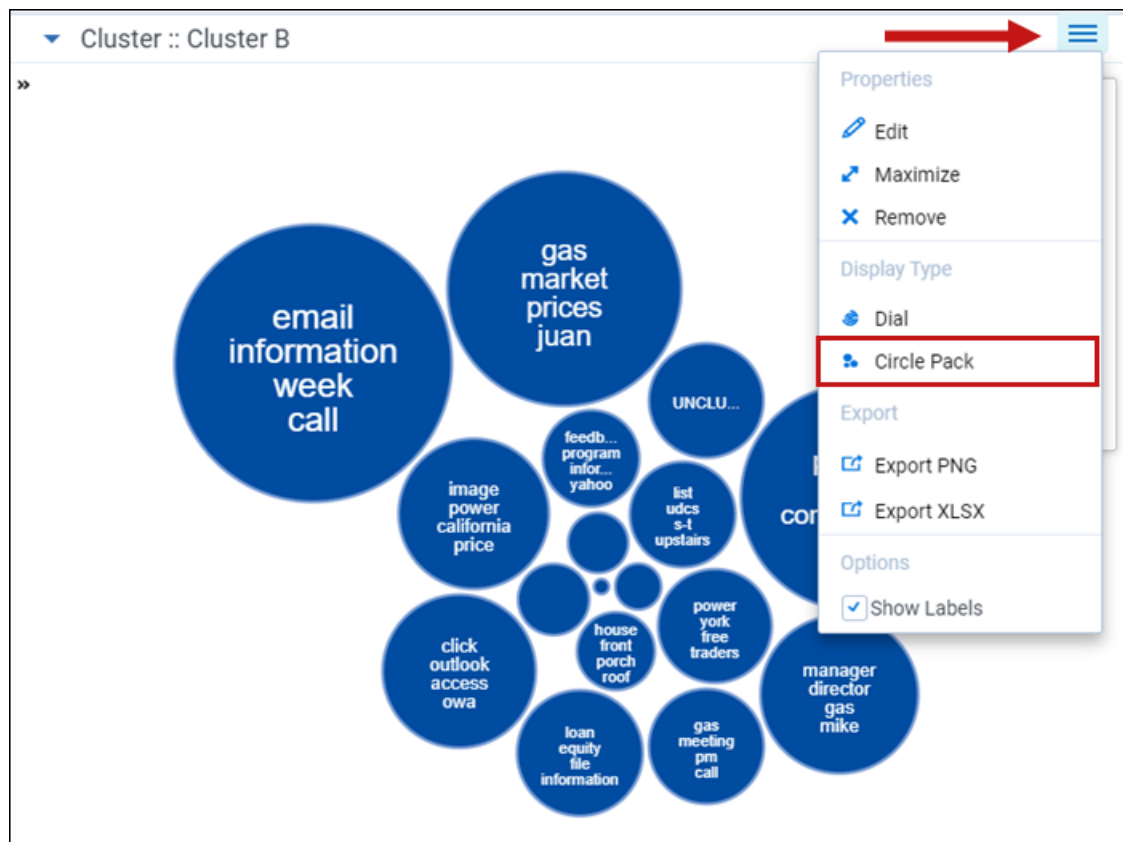 Cluster :: Cluster B
»
Properties
Edit
Maximize
Remove
Display Type
Dial
Circle Pack
Export
Export PNG
Export XLSX
Options
Show Labels
gas
market
prices
juan
email
information
week
call
UNCLU...
feedb...
program
infor...
yahoo
list
udcs
s-t
upstairs
image
power
california
price
power
york
free
traders
house
front
porch
roof
click
outlook
access
owa
manager
director
gas
mike
loan
equity
file
information
gas
meeting
pm
call